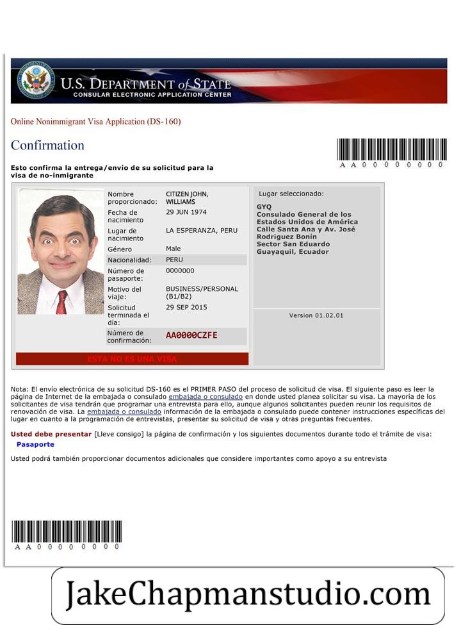 U.S. DEPARTMENT of STATE
CONSULAR ELECTRONIC APPLICATION CENTER
Online Nonimmigrant Visa Application (DS-160)
Confirmation
AA00000000
Esto confirma la entrega/envío de su solicitud para la
visa de no-inmigrante
Nombre
proporcionado:
CITIZEN JOHN,
WILLIAMS
Fecha de
nacimiento
29 JUN 1974
Lugar de
nacimiento
LA ESPERANZA, PERU
Género
Male
Nacionalidad:
PERU
Número de
pasaporte:
0000000
Motivo del
viaje:
BUSINESS/PERSONAL
(B1/B2)
Solicitud
terminada el
día:
29 SEP 2015
Número de
confirmación:
AA0000CZFE
Lugar seleccionado:
GYQ
Consulado General de los
Estados Unidos de América
Calle Santa Ana y Av. José
Rodriguez Bonin
Sector San Eduardo
Guayaquil, Ecuador
Version 01.02.01
ESTA NO ES UNA VISA
Nota: El envío electrónica de su solicitud DS-160 es el PRIMER PASO del proceso de solicitud de visa. El siguiente paso es leer la
página de Internet de la embajada o consulado embajada o consulado en donde usted planea solicitar su visa. La mayoría de los
solicitantes de visa tendrán que programar una entrevista para ello, aunque algunos solicitantes pueden reunir los requisitos de
renovación de visa. La embajada o consulado información de la embajada o consulado puede contener instrucciones específicas del
lugar en cuanto a la programación de entrevistas, presentar su solicitud de visa y otras preguntas frecuentes.
Usted debe presentar [Lleve consigo] la página de confirmación y los siguientes documentos durante todo el trámite de visa:
Pasaporte
Usted podrá también proporcionar documentos adicionales que considere importantes como apoyo a su entrevista
AA00000000
JakeChapmanstudio.com